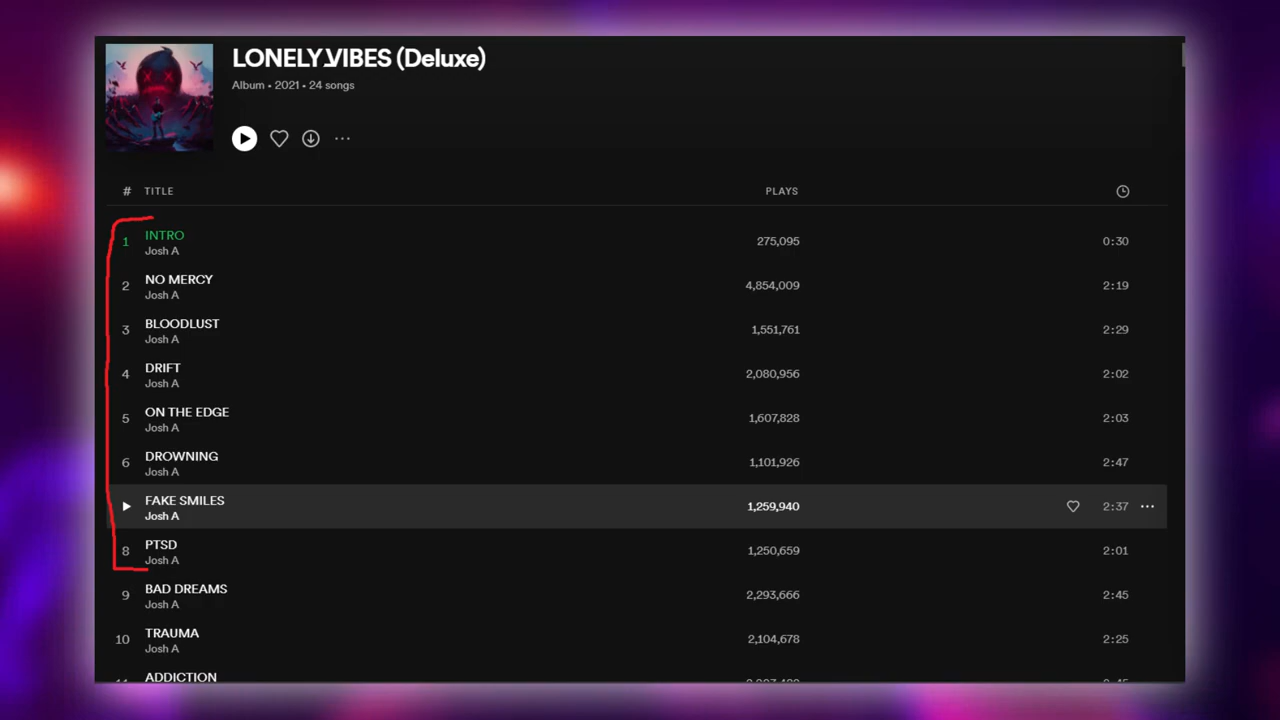 LONELY_VIBES (Deluxe)
Album • 2021 • 24 songs
# TITLE PLAYS
1 INTRO 275,095 0:30
Josh A
2 NO MERCY 4,854,009 2:19
Josh A
3 BLOODLUST 1,551,761 2:29
Josh A
4 DRIFT 2,080,956 2:02
Josh A
5 ON THE EDGE 1,607,828 2:03
Josh A
6 DROWNING 1,101,926 2:47
Josh A
FAKE SMILES 1,259,940 2:37
Josh A
8 PTSD 1,250,659 2:01
Josh A
9 BAD DREAMS 2,293,666 2:45
Josh A
10 TRAUMA 2,104,678 2:25
Josh A
ADDICTION